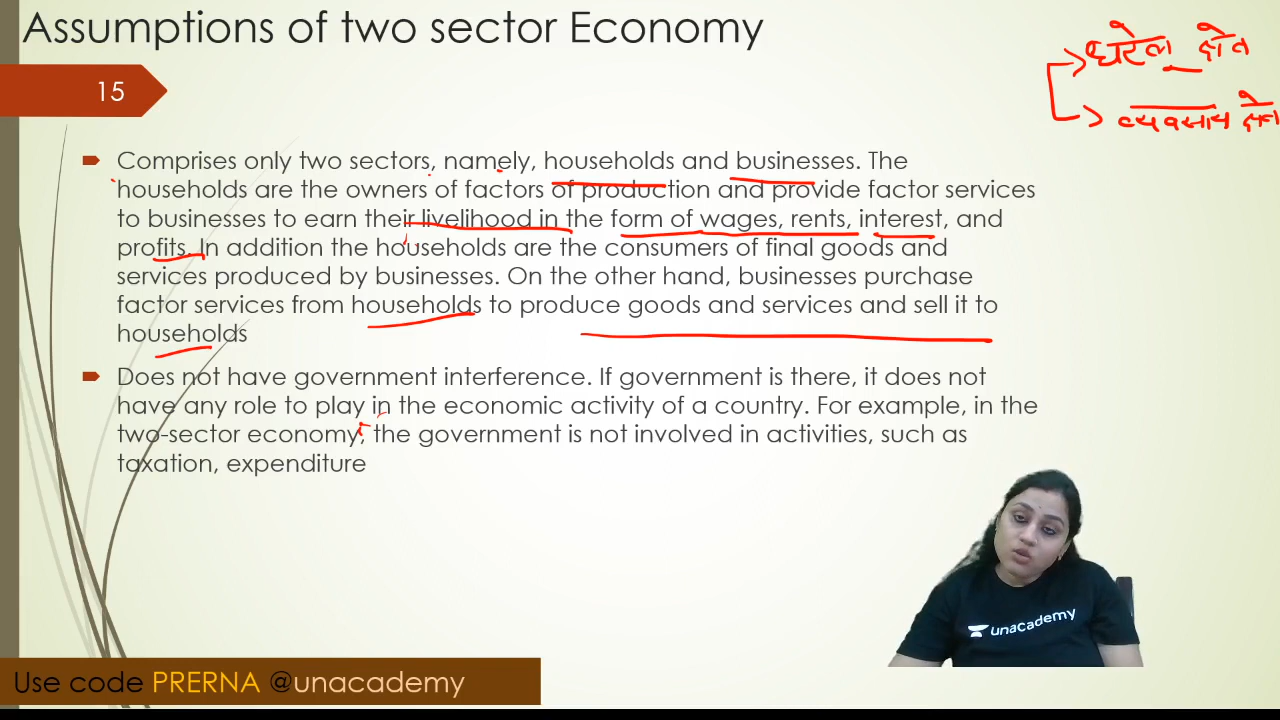 Assumptions of two sector Economy
घरेलू क्षेत्र
15
व्यवसाय क्षेत्र
Comprises only two sectors, namely, households and businesses. The
households are the owners of factors of production and provide factor services
to businesses to earn their livelihood in the form of wages, rents, interest, and
profits. In addition the households are the consumers of final goods and
services produced by businesses. On the other hand, businesses purchase
factor services from households to produce goods and services and sell it to
households
Does not have government interference. If government is there, it does not
have any role to play in the economic activity of a country. For example, in the
two-sector economy, the government is not involved in activities, such as
taxation, expenditure
unacademy
Use code PRERNA @unacademy